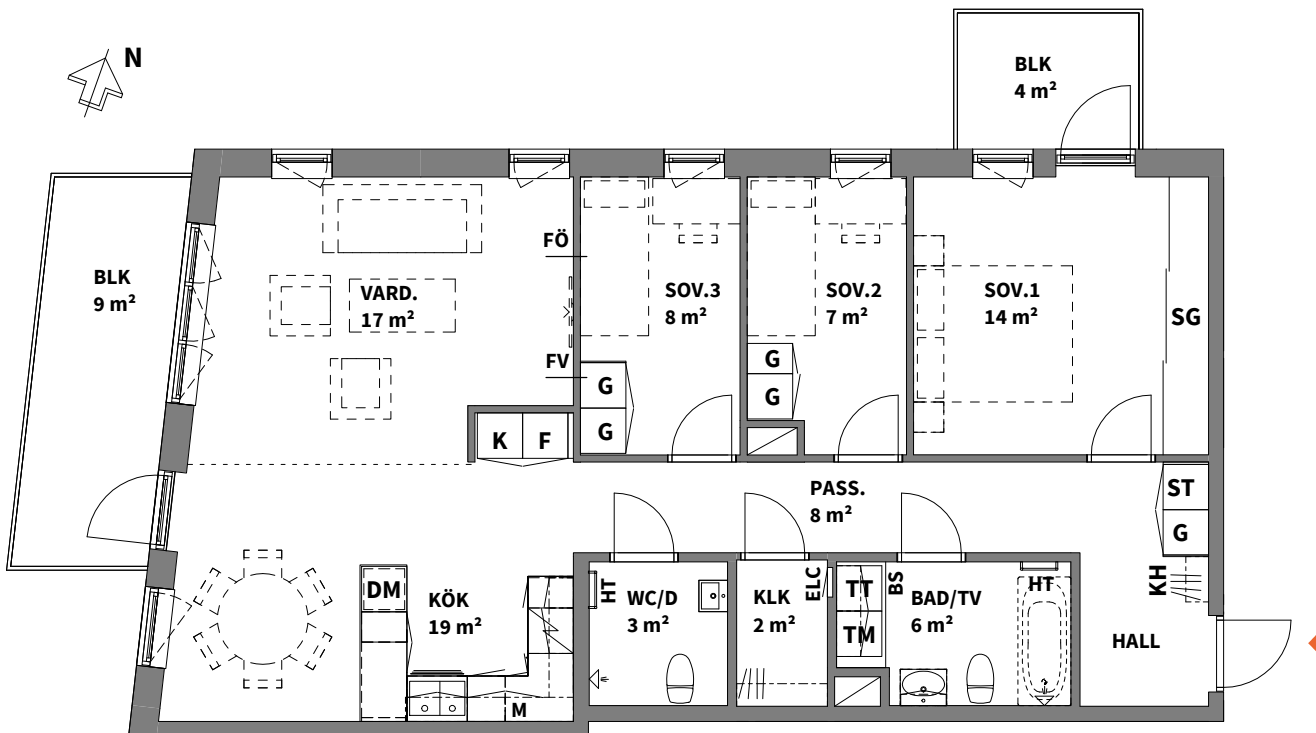 N
BLK
4 m²
BLK
9 m²
VARD.
17 m²
FÖ
FV
SOV.3
8 m²
SOV.2
7 m²
SOV.1
14 m²
SG
G
G
G
G
K F
PASS.
8 m²
ST
G
KH
HALL
DM
KÖK
19 m²
M
HT
WC/D
3 m²
KLK
2 m²
ELC
TT
TM
BS
BAD/TV
6 m²
HT